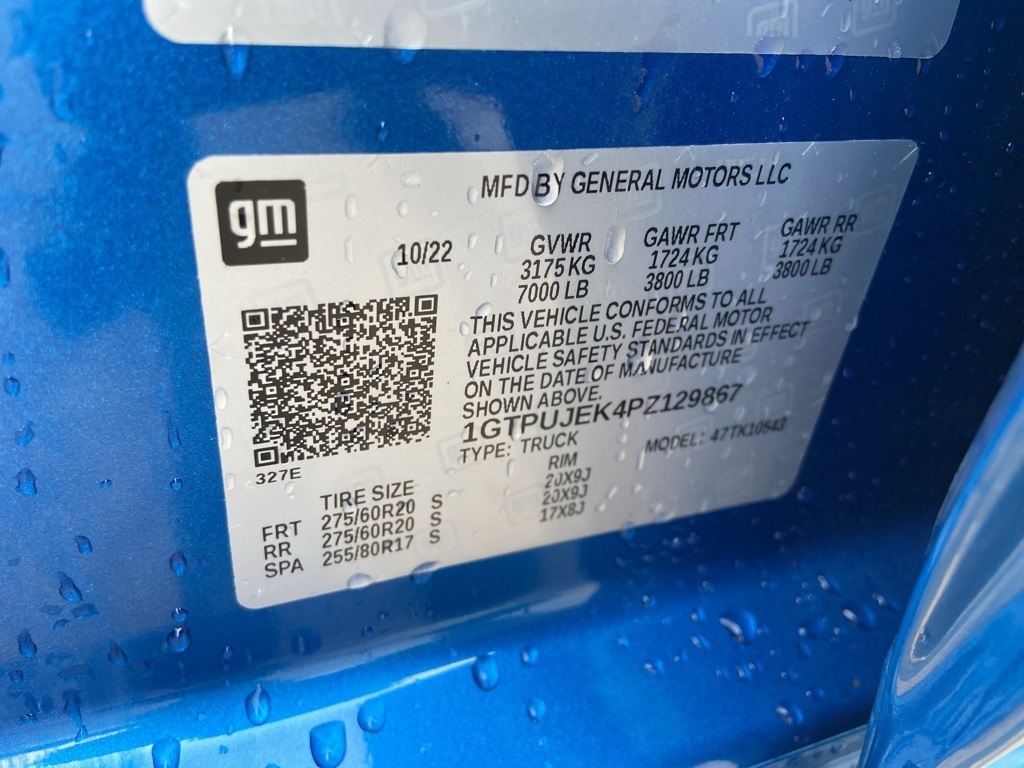 gm
MFD BY GENERAL MOTORS LLC
10/22
GVWR
3175 KG
7000 LB
GAWR FRT
1724 KG
3800 LB
GAWR RR
1724 KG
3800 LB
THIS VEHICLE CONFORMS TO ALL
APPLICABLE U.S. FEDERAL MOTOR
VEHICLE SAFETY STANDARDS IN EFFECT
ON THE DATE OF MANUFACTURE
SHOWN ABOVE.
1GTPUJEK4PZ129867
TYPE: TRUCK MODEL: 47TK10543
327E
TIRE SIZE RIM
FRT 275/60R20 S 20X9J
RR 275/60R20 S 20X9J
SPA 255/80R17 S 17X8J